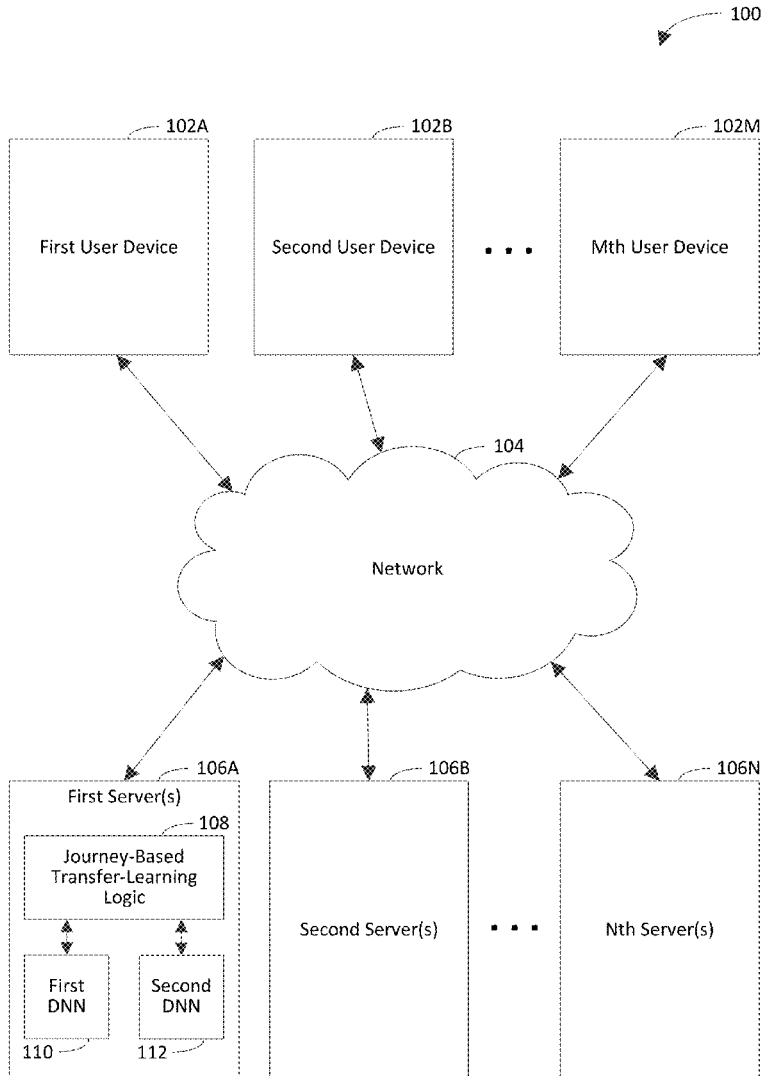 100
102A
102B
102M
First User Device
Second User Device
Mth User Device
104
Network
106A
106B
106N
First Server(s)
108
Journey-Based
Transfer-Learning
Logic
Second Server(s)
Nth Server(s)
First
DNN
Second
DNN
110
112